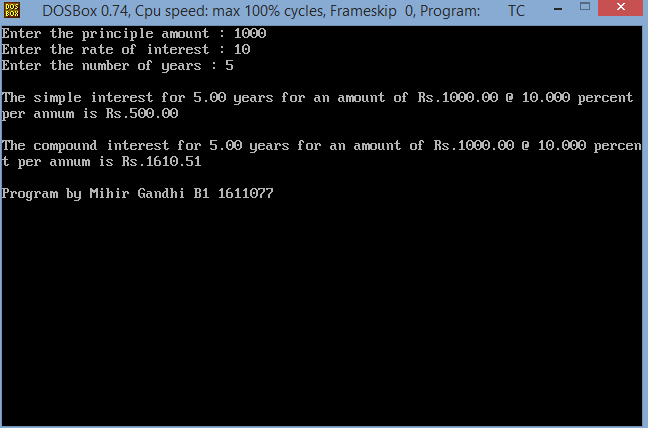 DOS BOX DOSBox 0.74, Cpu speed: max 100% cycles, Frameskip 0, Program: TC
Enter the principle amount : 1000
Enter the rate of interest : 10
Enter the number of years : 5
The simple interest for 5.00 years for an amount of Rs.1000.00 @ 10.000 percent
per annum is Rs.500.00
The compound interest for 5.00 years for an amount of Rs.1000.00 @ 10.000 percen
t per annum is Rs.1610.51
Program by Mihir Gandhi B1 1611077